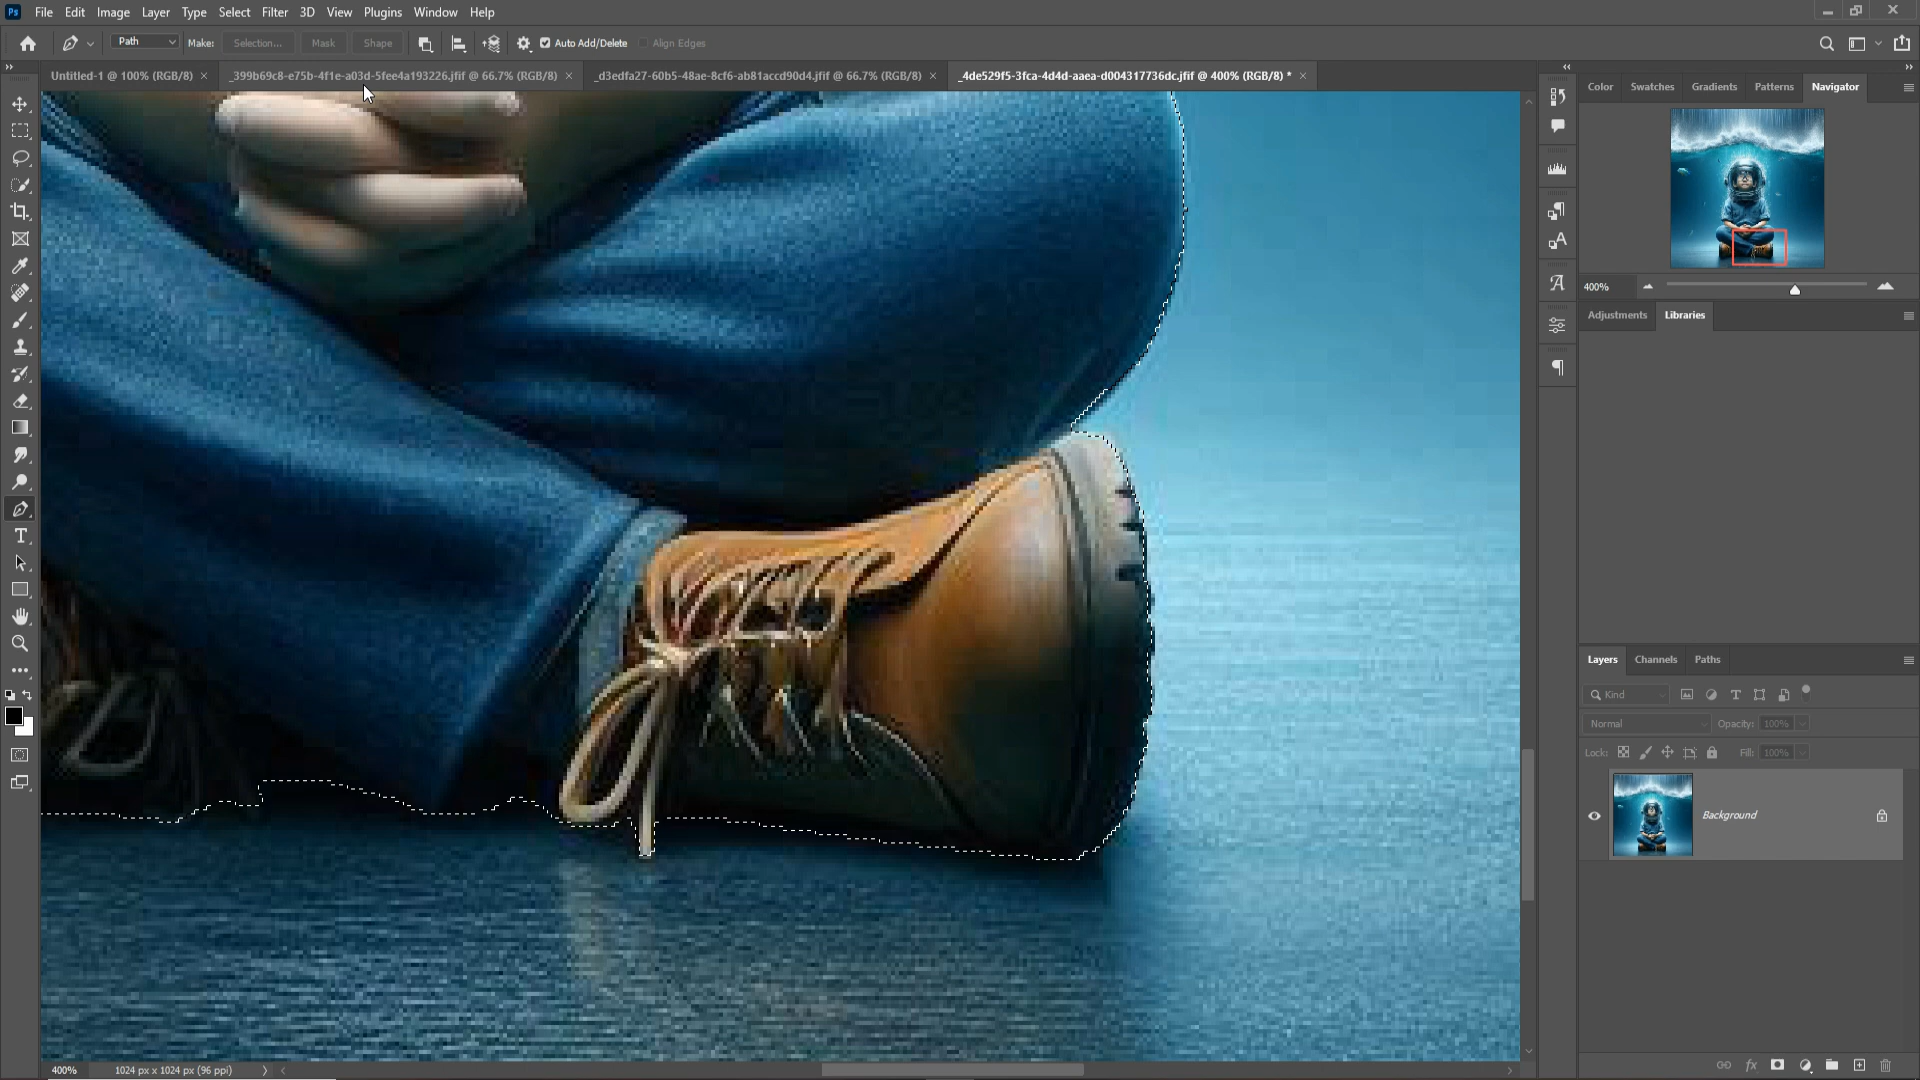 Ps File Edit Image Layer Type Select Filter 3D View Plugins Window Help
Path Make: Selection... Mask Shape Auto Add/Delete Align Edges
Untitled-1 @ 100% (RGB/8) × _399b69c8-e75b-4f1e-a03d-5fee4a193226.jfif @ 66.7% (RGB/8) × _d3edfa27-60b5-48ae-8cf6-ab81accd90d4.jfif @ 66.7% (RGB/8) × _4de529f5-3fca-4d4d-aaea-d004317736dc.jfif @ 400% (RGB/8) * ×
Color Swatches Gradients Patterns Navigator
400%
Adjustments Libraries
Layers Channels Paths
Kind
Normal Opacity: 100%
Lock: Fill: 100%
Background
400% 1024 px x 1024 px (96 ppi)